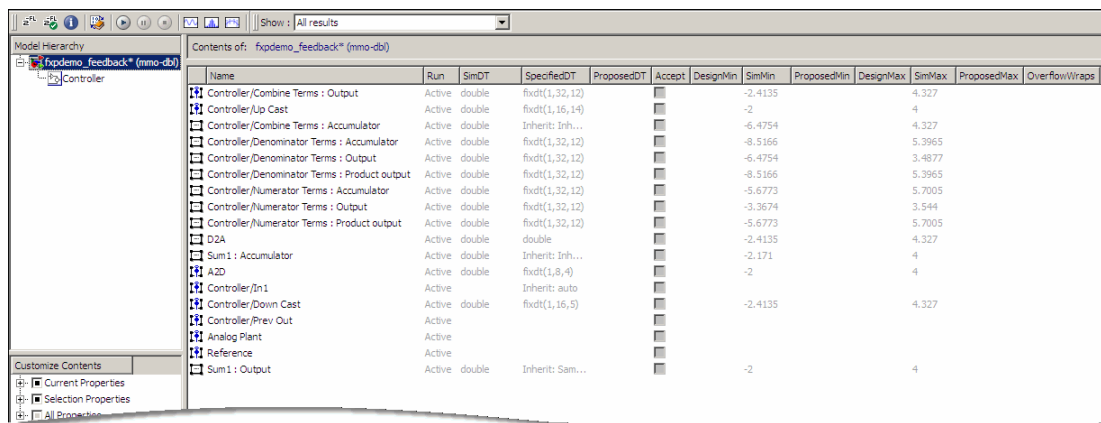 Show : All results
Model Hierarchy
fxpdemo_feedback* (mmo-dbl)
Controller
Contents of: fxpdemo_feedback* (mmo-dbl)
Name Run SimDT SpecifiedDT ProposedDT Accept DesignMin SimMin ProposedMin DesignMax SimMax ProposedMax OverflowWraps
Controller/Combine Terms : Output Active double fixdt(1,32,12) -2.4135 4.327
Controller/Up Cast Active double fixdt(1,16,14) -2 4
Controller/Combine Terms : Accumulator Active double Inherit: Inh... -6.4754 4.327
Controller/Denominator Terms : Accumulator Active double fixdt(1,32,12) -8.5166 5.3965
Controller/Denominator Terms : Output Active double fixdt(1,32,12) -6.4754 3.4877
Controller/Denominator Terms : Product output Active double fixdt(1,32,12) -8.5166 5.3965
Controller/Numerator Terms : Accumulator Active double fixdt(1,32,12) -5.6773 5.7005
Controller/Numerator Terms : Output Active double fixdt(1,32,12) -3.3674 3.544
Controller/Numerator Terms : Product output Active double fixdt(1,32,12) -5.6773 5.7005
D2A Active double double -2.4135 4.327
Sum1 : Accumulator Active double Inherit: Inh... -2.171 4
A2D Active double fixdt(1,8,4) -2 4
Controller/In1 Active Inherit: auto
Controller/Down Cast Active double fixdt(1,16,5) -2.4135 4.327
Controller/Prev Out Active
Analog Plant Active
Reference Active
Sum1 : Output Active double Inherit: Sam... -2 4
Customize Contents
Current Properties
Selection Properties
All Properties